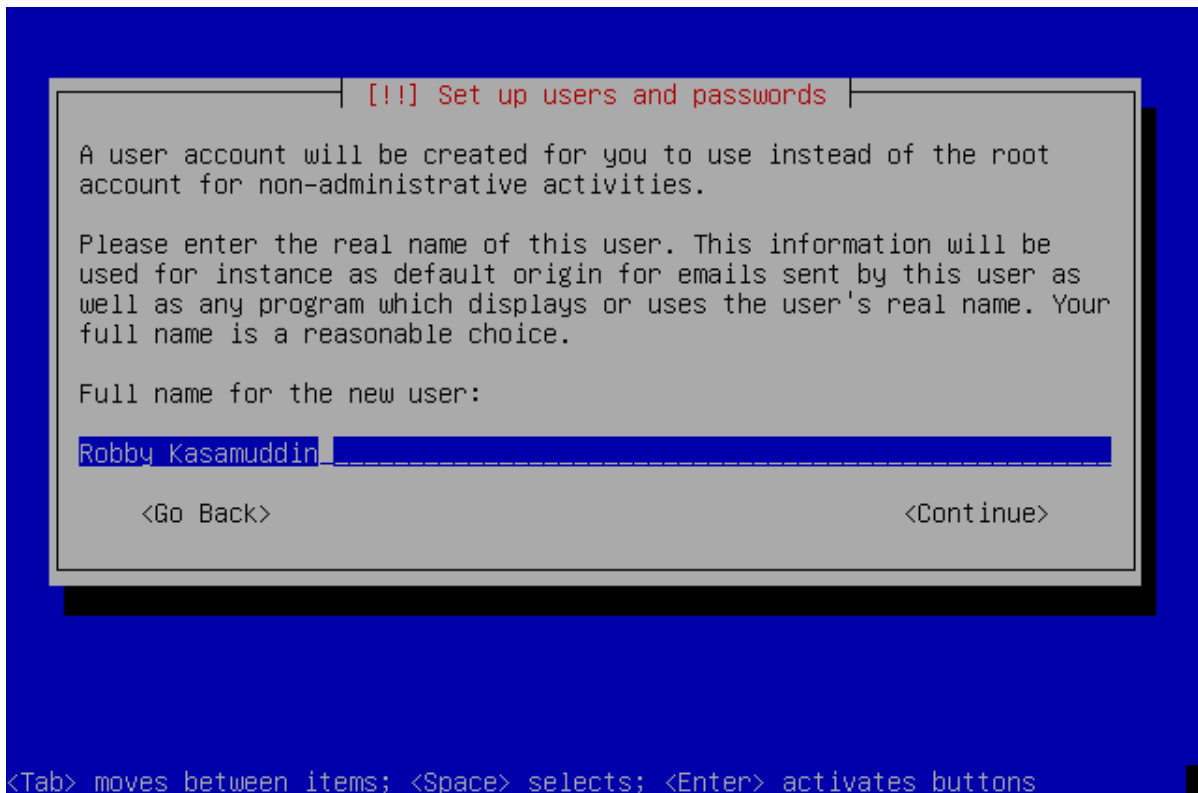 [!!] Set up users and passwords
A user account will be created for you to use instead of the root
account for non-administrative activities.
Please enter the real name of this user. This information will be
used for instance as default origin for emails sent by this user as
well as any program which displays or uses the user's real name. Your
full name is a reasonable choice.
Full name for the new user:
Robby Kasamuddin
<Go Back> <Continue>
<Tab> moves between items; <Space> selects; <Enter> activates buttons